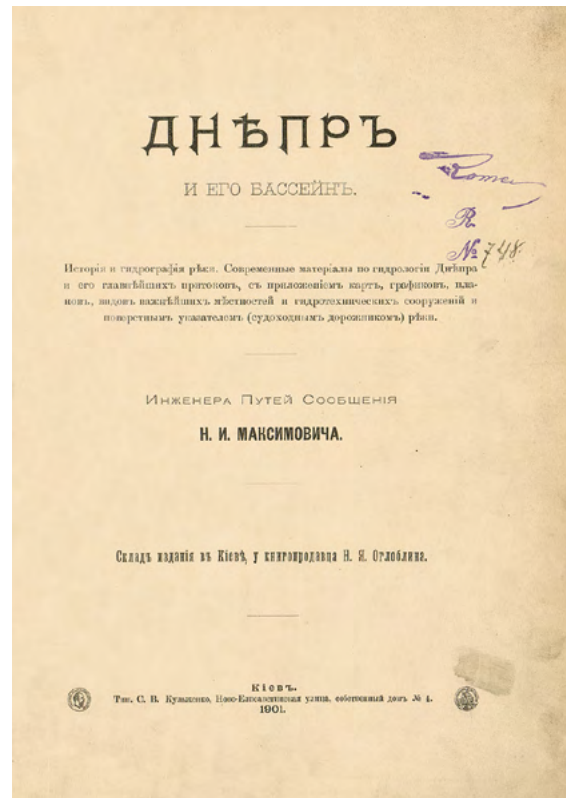 ДНѢПРЪ
И ЕГО БАССЕЙНЪ.
R.
№ 748.
Исторія и гидрографія рѣки. Современные матеріалы по гидрологіи Днѣпра
и его главнѣйшихъ притоковъ, съ приложеніемъ картъ, графиковъ, пла-
новъ, видовъ важнѣйшихъ мѣстностей и гидротехническихъ сооруженій и
поверстнымъ указателемъ (судоходнымъ дорожникомъ) рѣки.
Инженера Путей Сообщенія
Н. И. МАКСИМОВИЧА.
Складъ изданія въ Кіевѣ, у книгопродавца Н. Я. Оглоблина.
Кіевъ.
Тип. С. В. Кульженко, Ново-Елисаветинская улица, собственный домъ № 4.
1901.